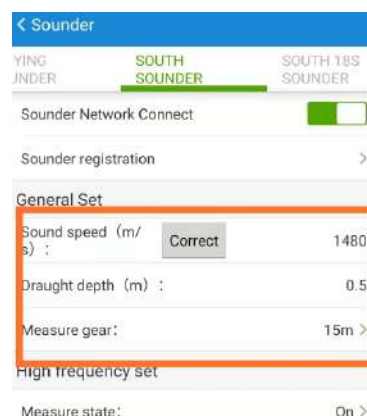 < Sounder
YING
UNDER
SOUTH
SOUNDER
SOUTH 18S
SOUNDER
Sounder Network Connect
Sounder registration >
General Set
Sound speed（m/
s）： Correct 1480
Draught depth（m）： 0.5
Measure gear： 15m >
High frequency set
Measure state： On >